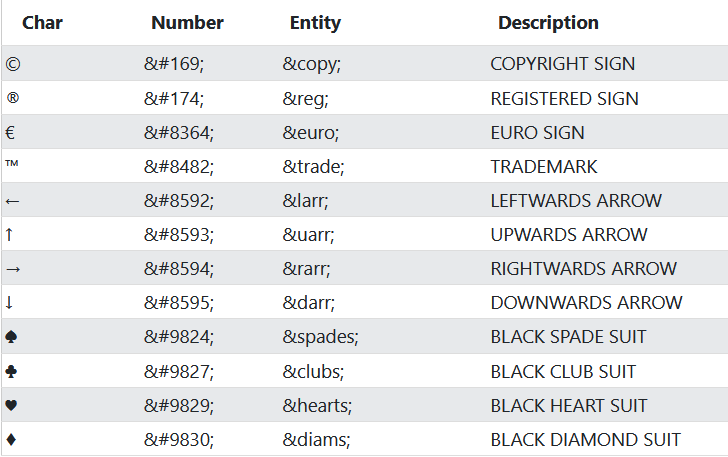 Char Number Entity Description
© &#169; &copy; COPYRIGHT SIGN
® &#174; &reg; REGISTERED SIGN
€ &#8364; &euro; EURO SIGN
™ &#8482; &trade; TRADEMARK
← &#8592; &larr; LEFTWARDS ARROW
↑ &#8593; &uarr; UPWARDS ARROW
→ &#8594; &rarr; RIGHTWARDS ARROW
↓ &#8595; &darr; DOWNWARDS ARROW
♠ &#9824; &spades; BLACK SPADE SUIT
♣ &#9827; &clubs; BLACK CLUB SUIT
♥ &#9829; &hearts; BLACK HEART SUIT
♦ &#9830; &diams; BLACK DIAMOND SUIT